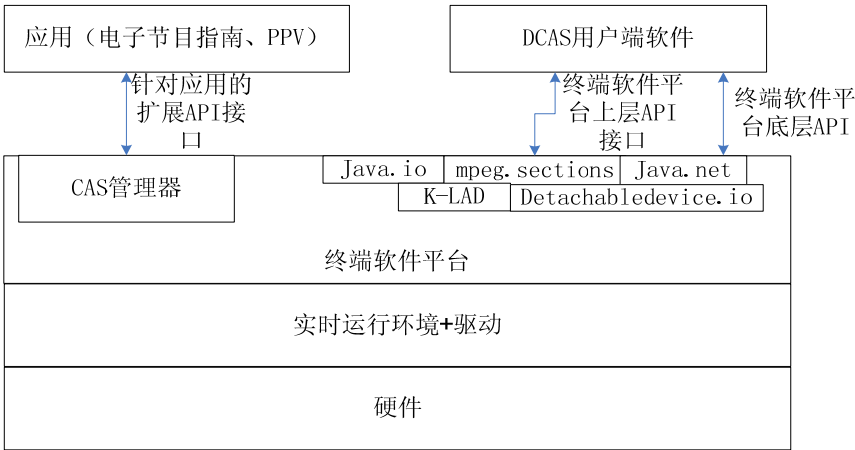 应用（电子节目指南、PPV）
DCAS用户端软件
针对应用的
扩展API接
口
终端软件平
台上层API
接口
终端软件平
台底层API
CAS管理器
Java.io
mpeg.sections
Java.net
K-LAD
Detachabledevice.io
终端软件平台
实时运行环境+驱动
硬件